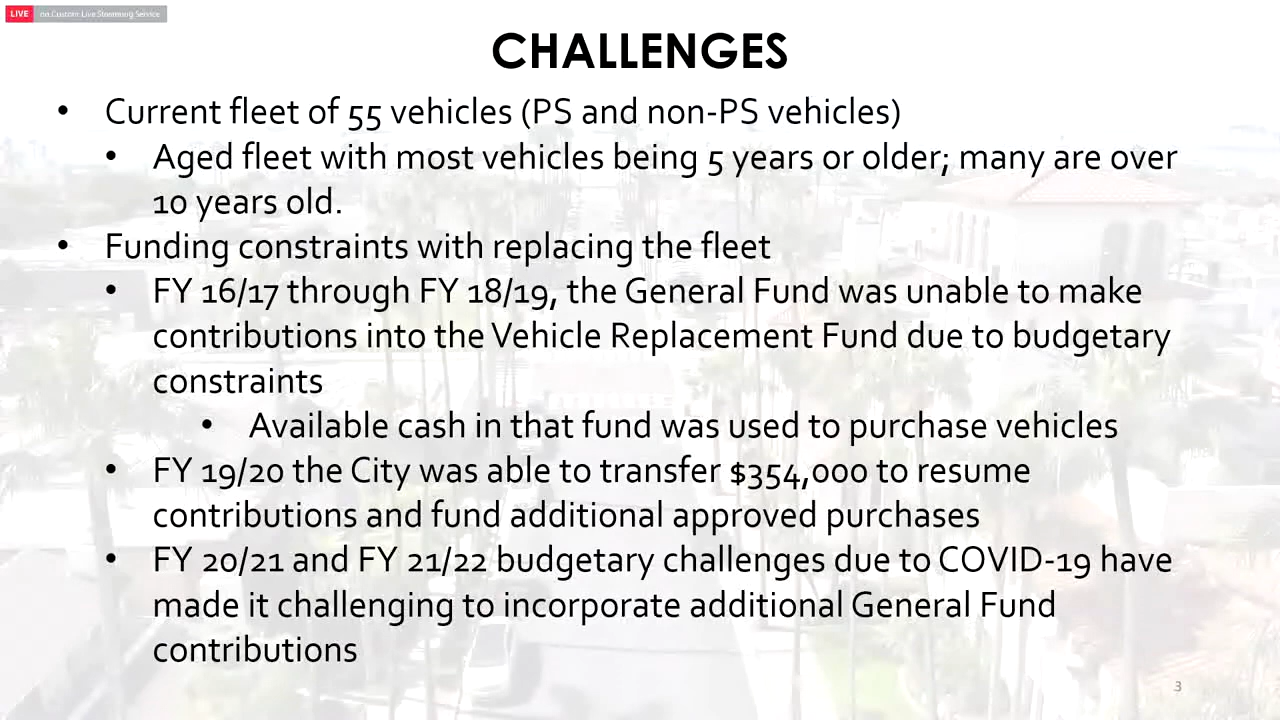 LIVE on Custom Live Streaming Service
CHALLENGES
• Current fleet of 55 vehicles (PS and non-PS vehicles)
• Aged fleet with most vehicles being 5 years or older; many are over
10 years old.
• Funding constraints with replacing the fleet
• FY 16/17 through FY 18/19, the General Fund was unable to make
contributions into the Vehicle Replacement Fund due to budgetary
constraints
• Available cash in that fund was used to purchase vehicles
• FY 19/20 the City was able to transfer $354,000 to resume
contributions and fund additional approved purchases
• FY 20/21 and FY 21/22 budgetary challenges due to COVID-19 have
made it challenging to incorporate additional General Fund
contributions
3